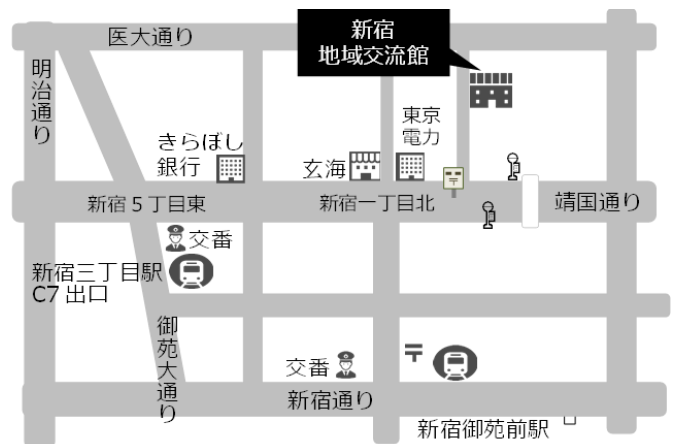 医大通り
新宿
地域交流館
明治通り
東京
電力
きらぼし
銀行
玄海
〒
新宿5丁目東
新宿一丁目北
靖国通り
交番
新宿三丁目駅
C7出口
御苑大通り
〒
交番
新宿通り
新宿御苑前駅